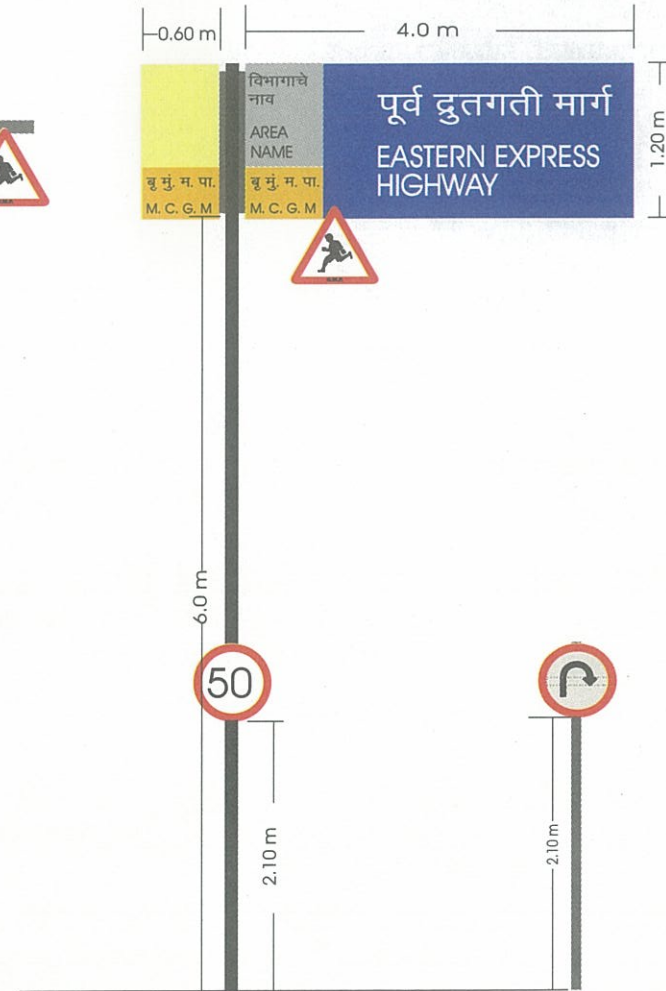 0.60 m
4.0 m
विभागाचे
नाव
AREA
NAME
पूर्व द्रुतगती मार्ग
EASTERN EXPRESS
HIGHWAY
1.20 m
बृ मुं. म. पा.
M. C. G. M
बृ मुं. म. पा.
M. C. G. M
6.0 m
50
2.10 m
2.10 m